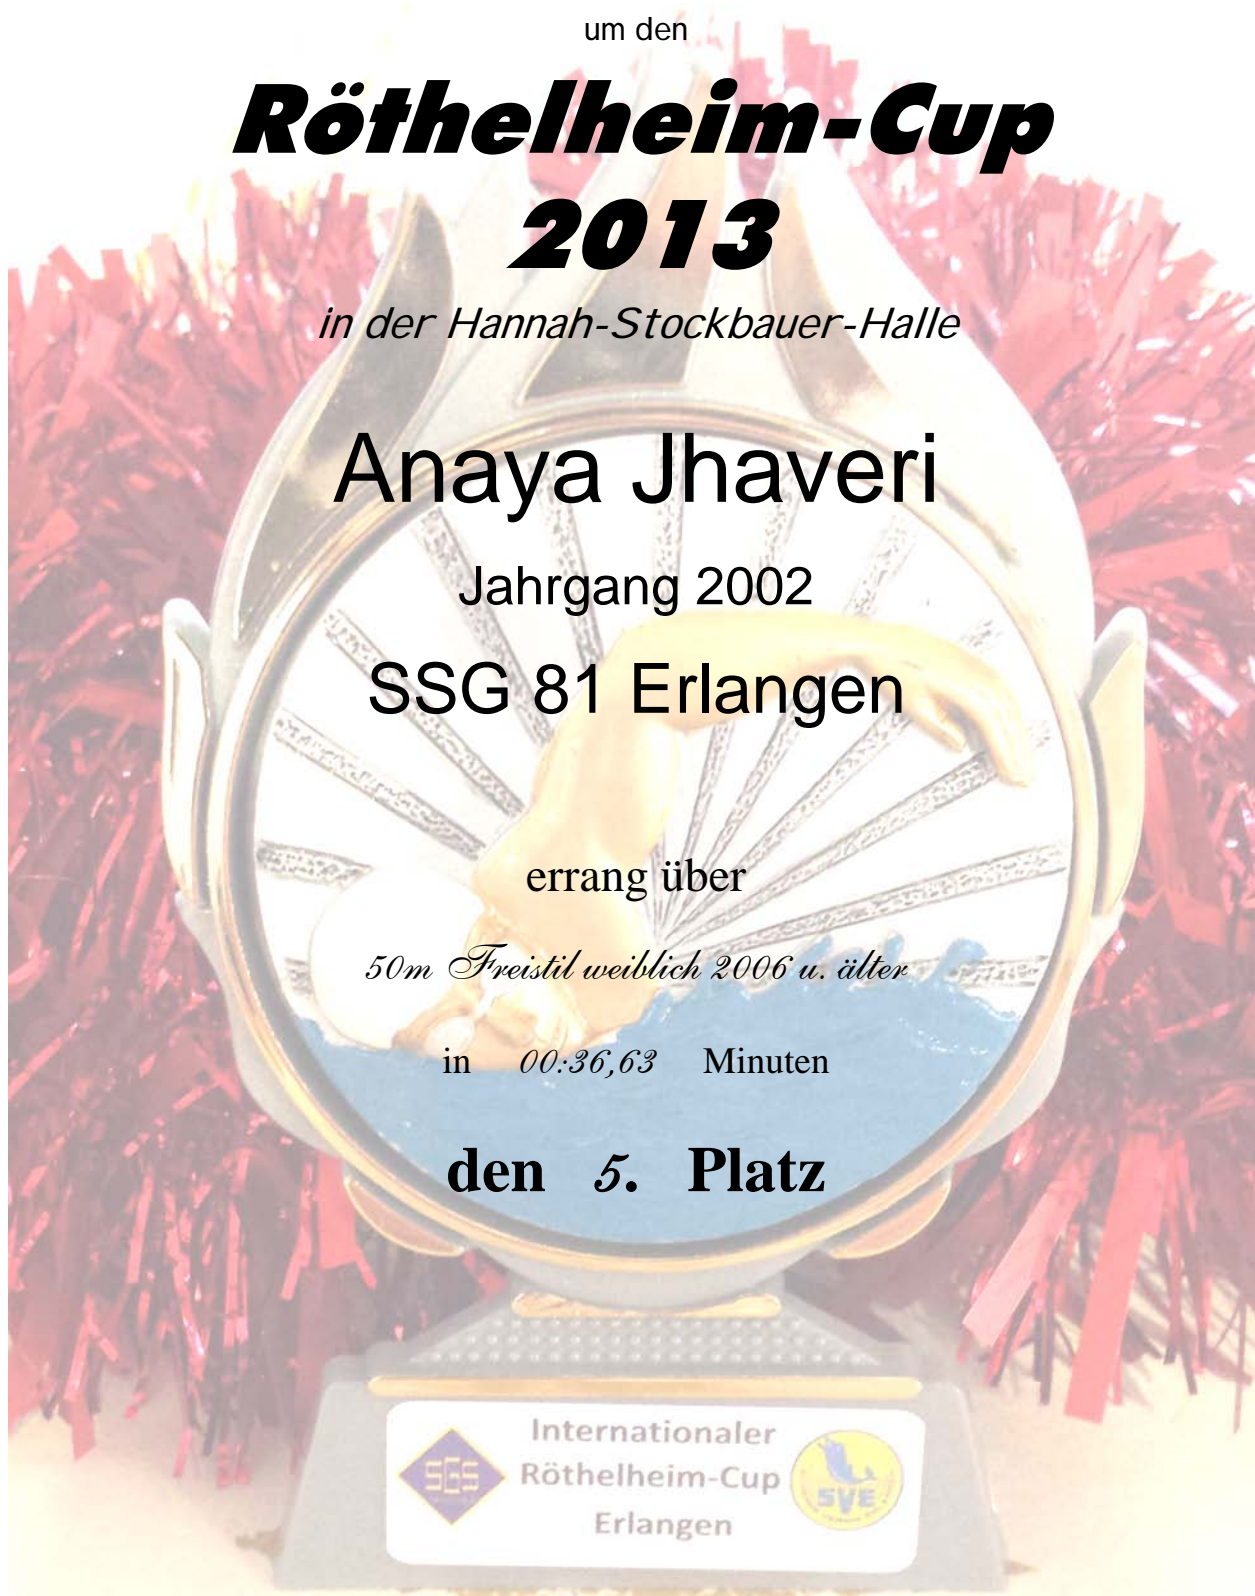 um den
Röthelheim-Cup
2013
in der Hannah-Stockbauer-Halle
Anaya Jhaveri
Jahrgang 2002
SSG 81 Erlangen
errang über
50m Freistil weiblich 2006 u. älter
in 00:36,63 Minuten
den 5. Platz
Internationaler
SGS Röthelheim-Cup SVE
Erlangen